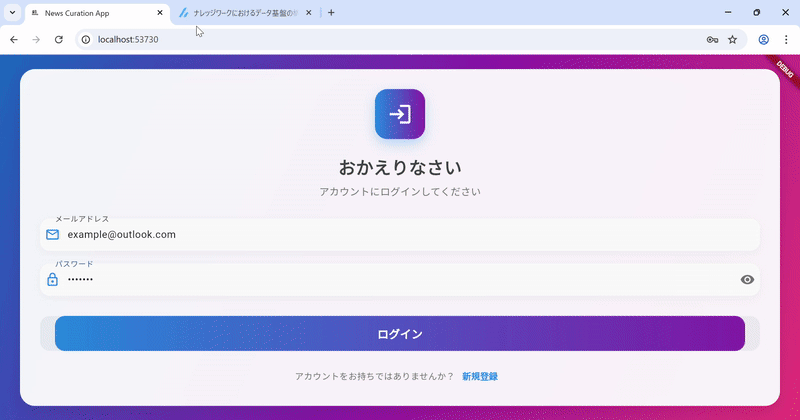 News Curation App
ナレッジワークにおけるデータ基盤の
localhost:53730
DEBUG
おかえりなさい
アカウントにログインしてください
メールアドレス
example@outlook.com
パスワード
ログイン
アカウントをお持ちではありませんか？ 新規登録